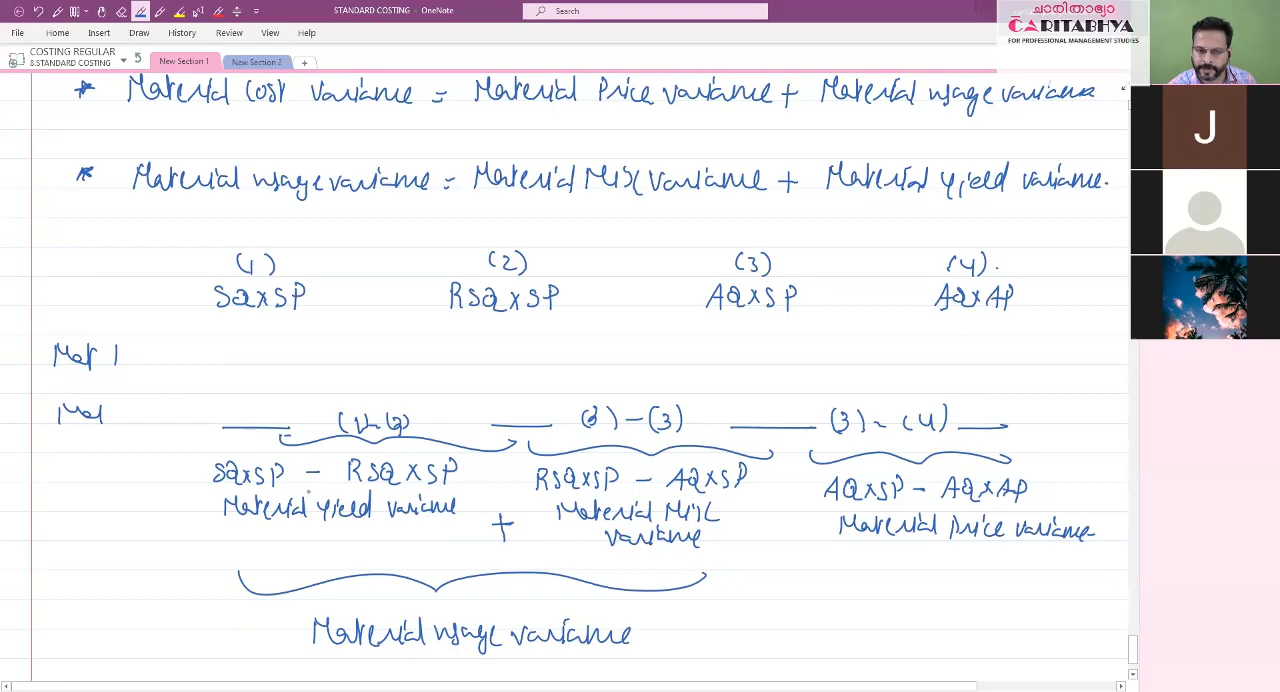 STANDARD COSTING - OneNote
Search
ചാരിതാഭ്യാ
CARITABHYA
FOR PROFESSIONAL MANAGEMENT STUDIES
File Home Insert Draw History Review View Help
COSTING REGULAR
8.STANDARD COSTING
5
New Section 1
New Section 2
+
* Material Cost variance = Material Price variance + Material usage variance
* Material usage variance = Material Mix variance + Material yield variance.
(1) (2) (3) (4).
SQxSP RSQxSP AQxSP AQxAP
Mat 1
Mat
(1)-(2) (2)-(3) (3)-(4)
SQxSP - RSQxSP RSQxSP - AQxSP AQxSP - AQxAP
Material yield variance + Material Mix variance Material Price variance
Material usage variance
J